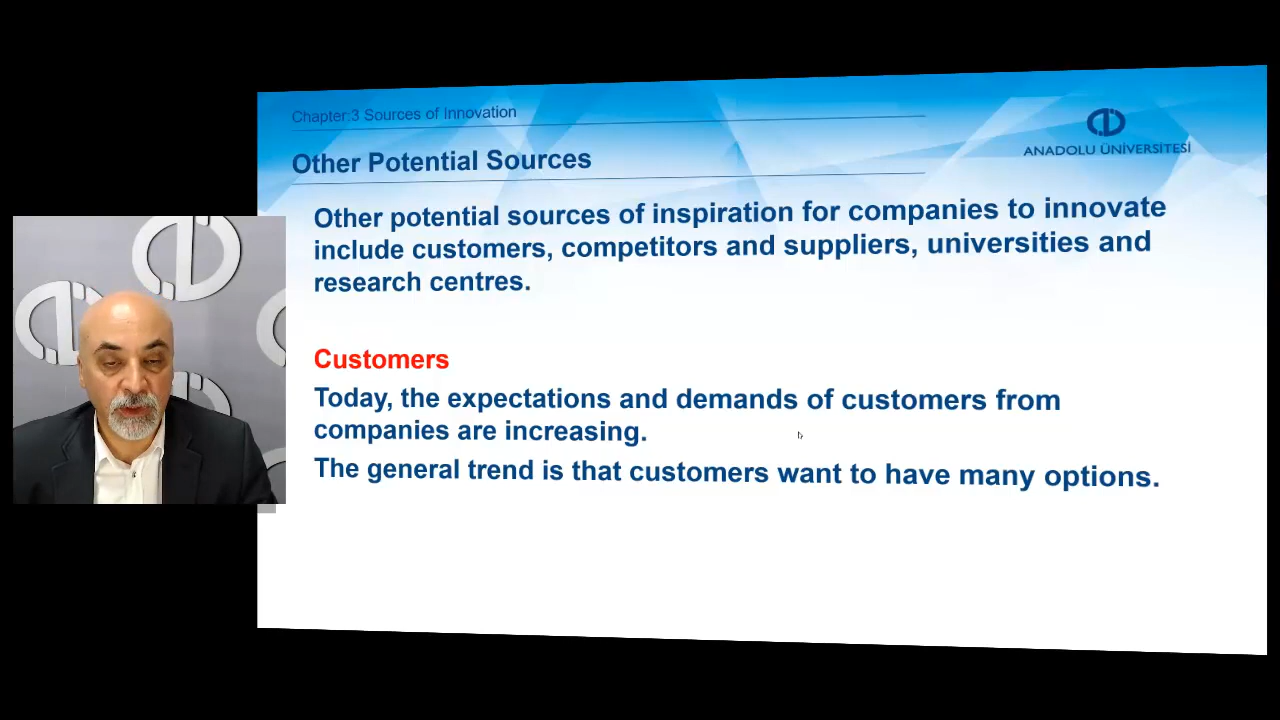 Chapter:3 Sources of Innovation
ANADOLU ÜNİVERSİTESİ
Other Potential Sources
Other potential sources of inspiration for companies to innovate
include customers, competitors and suppliers, universities and
research centres.
Customers
Today, the expectations and demands of customers from
companies are increasing.
The general trend is that customers want to have many options.